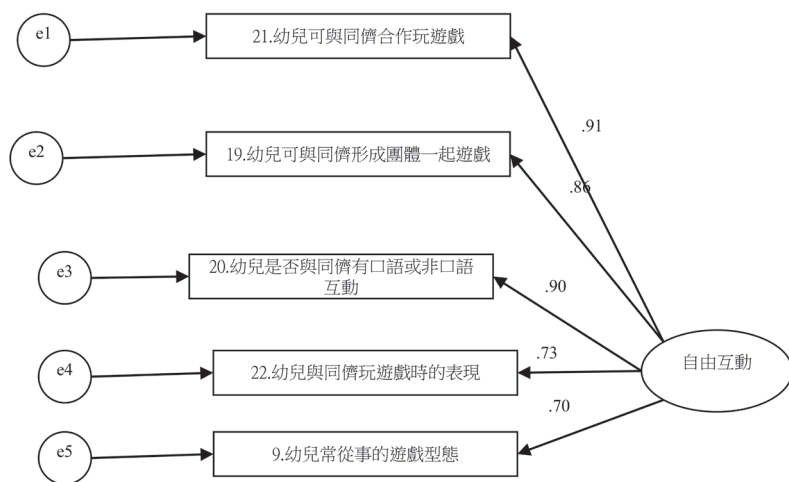 e1
21.幼兒可與同儕合作玩遊戲
.91
e2
19.幼兒可與同儕形成團體一起遊戲
.86
e3
20.幼兒是否與同儕有口語或非口語
互動
.90
e4
22.幼兒與同儕玩遊戲時的表現
.73
自由互動
e5
9.幼兒常從事的遊戲型態
.70